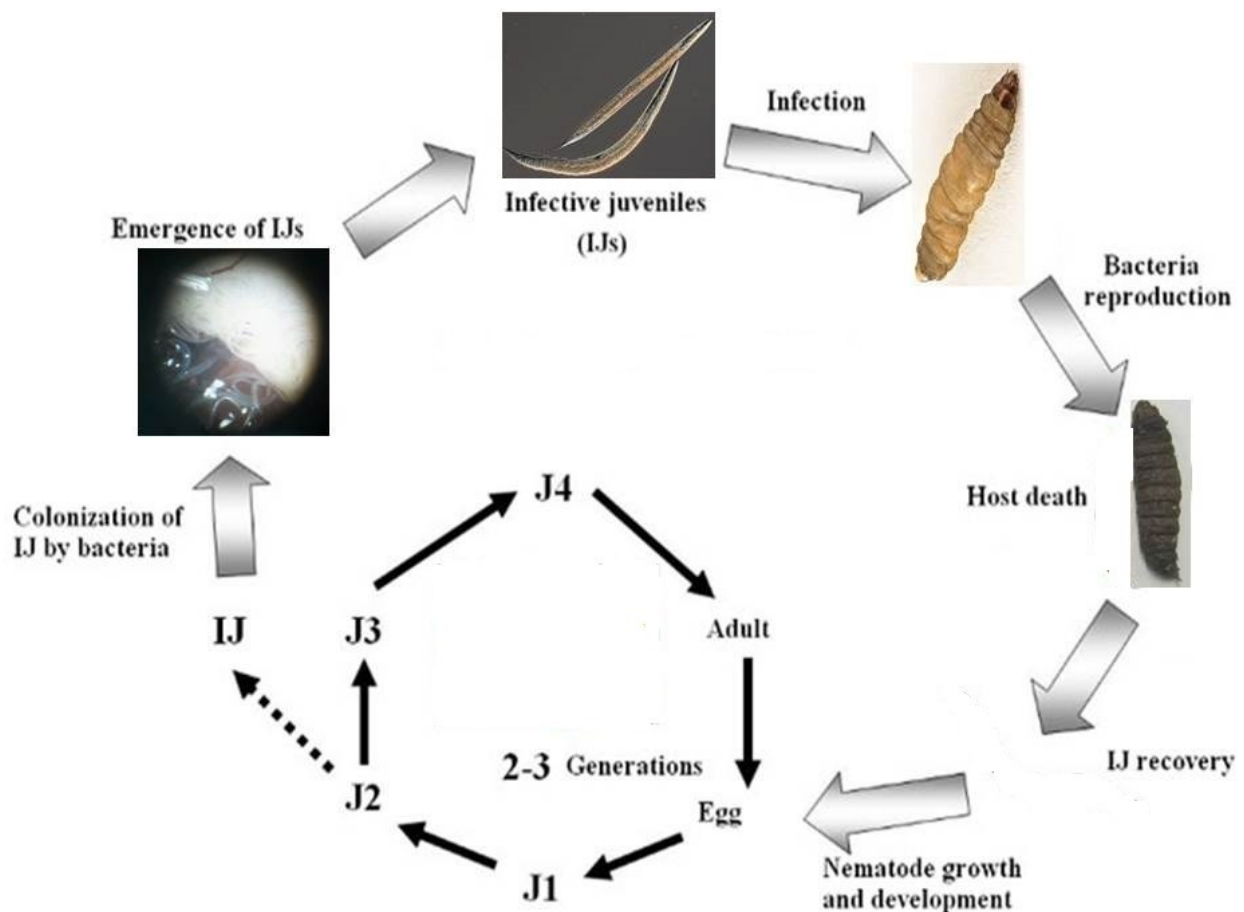 Infective juveniles
(IJs)
Infection
Bacteria
reproduction
Host death
IJ recovery
Nematode growth
and development
Egg
J1
J2
J3
J4
Adult
2-3 Generations
IJ
Colonization of
IJ by bacteria
Emergence of IJs